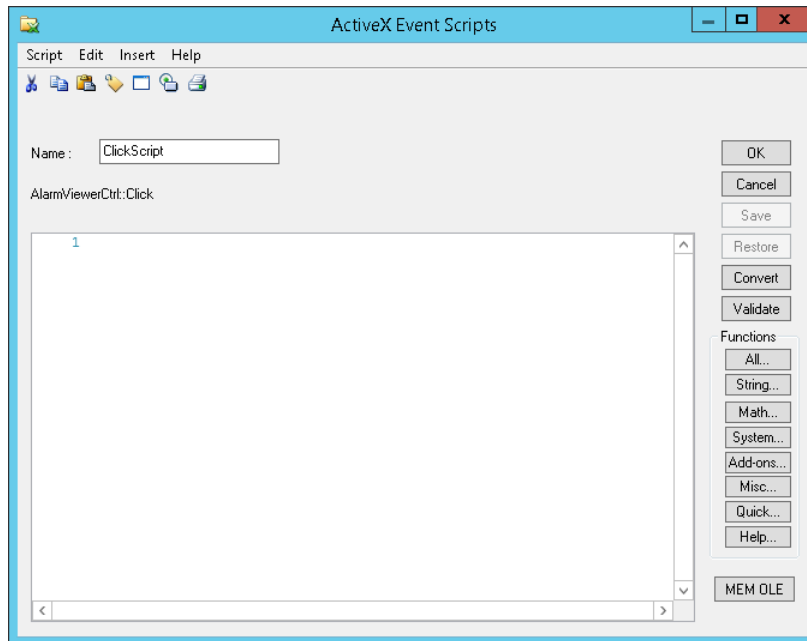 ActiveX Event Scripts
Script Edit Insert Help
Name : ClickScript
AlarmViewerCtrl::Click
1
OK
Cancel
Save
Restore
Convert
Validate
Functions
All...
String...
Math...
System...
Add-ons...
Misc...
Quick...
Help...
MEM OLE